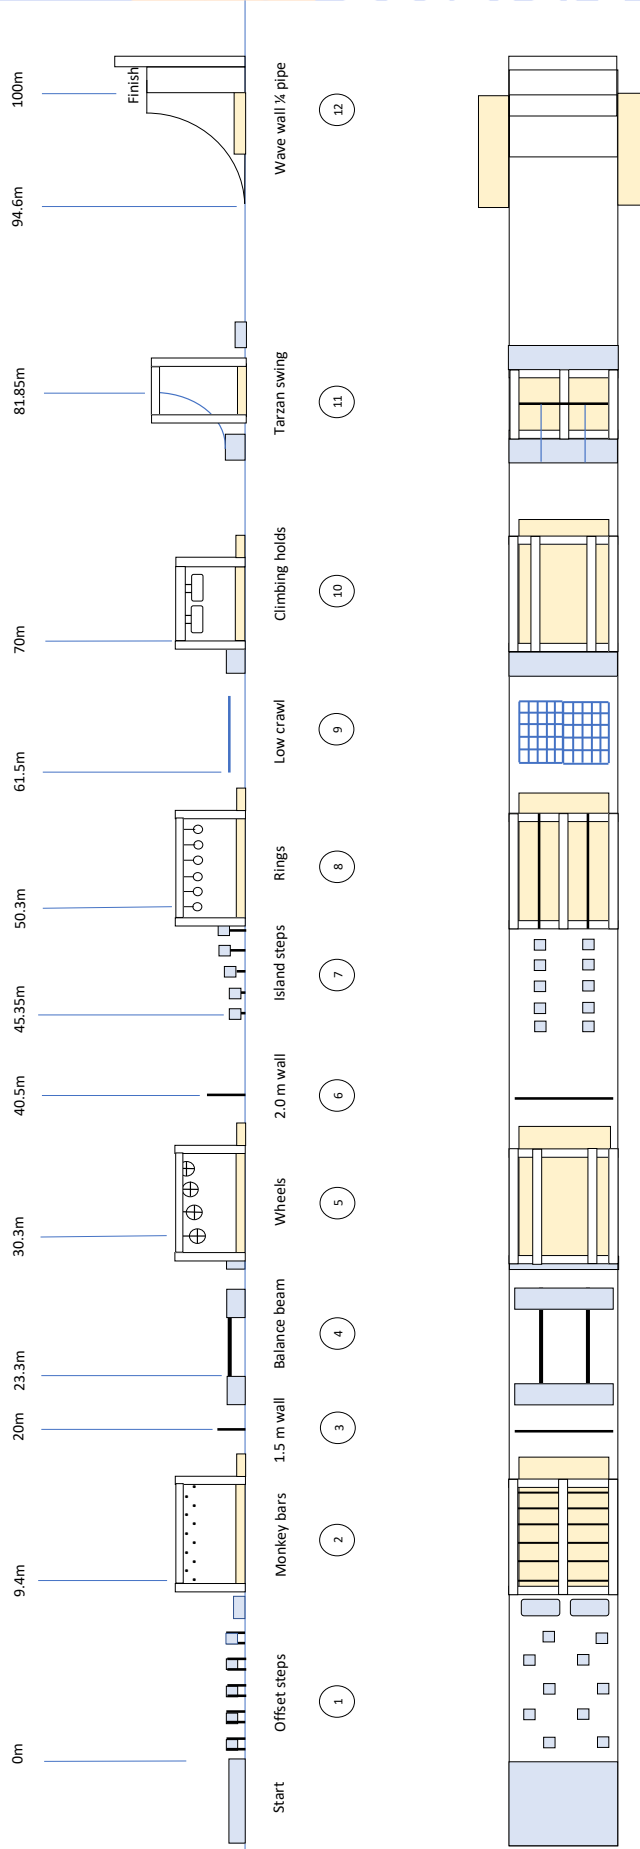 0m
9.4m
20m
23.3m
30.3m
40.5m
45.35m
50.3m
61.5m
70m
81.85m
94.6m
100m
Finish
Start
Offset steps
Monkey bars
1.5 m wall
Balance beam
Wheels
2.0 m wall
Island steps
Rings
Low crawl
Climbing holds
Tarzan swing
Wave wall ¼ pipe
1
2
3
4
5
6
7
8
9
10
11
12